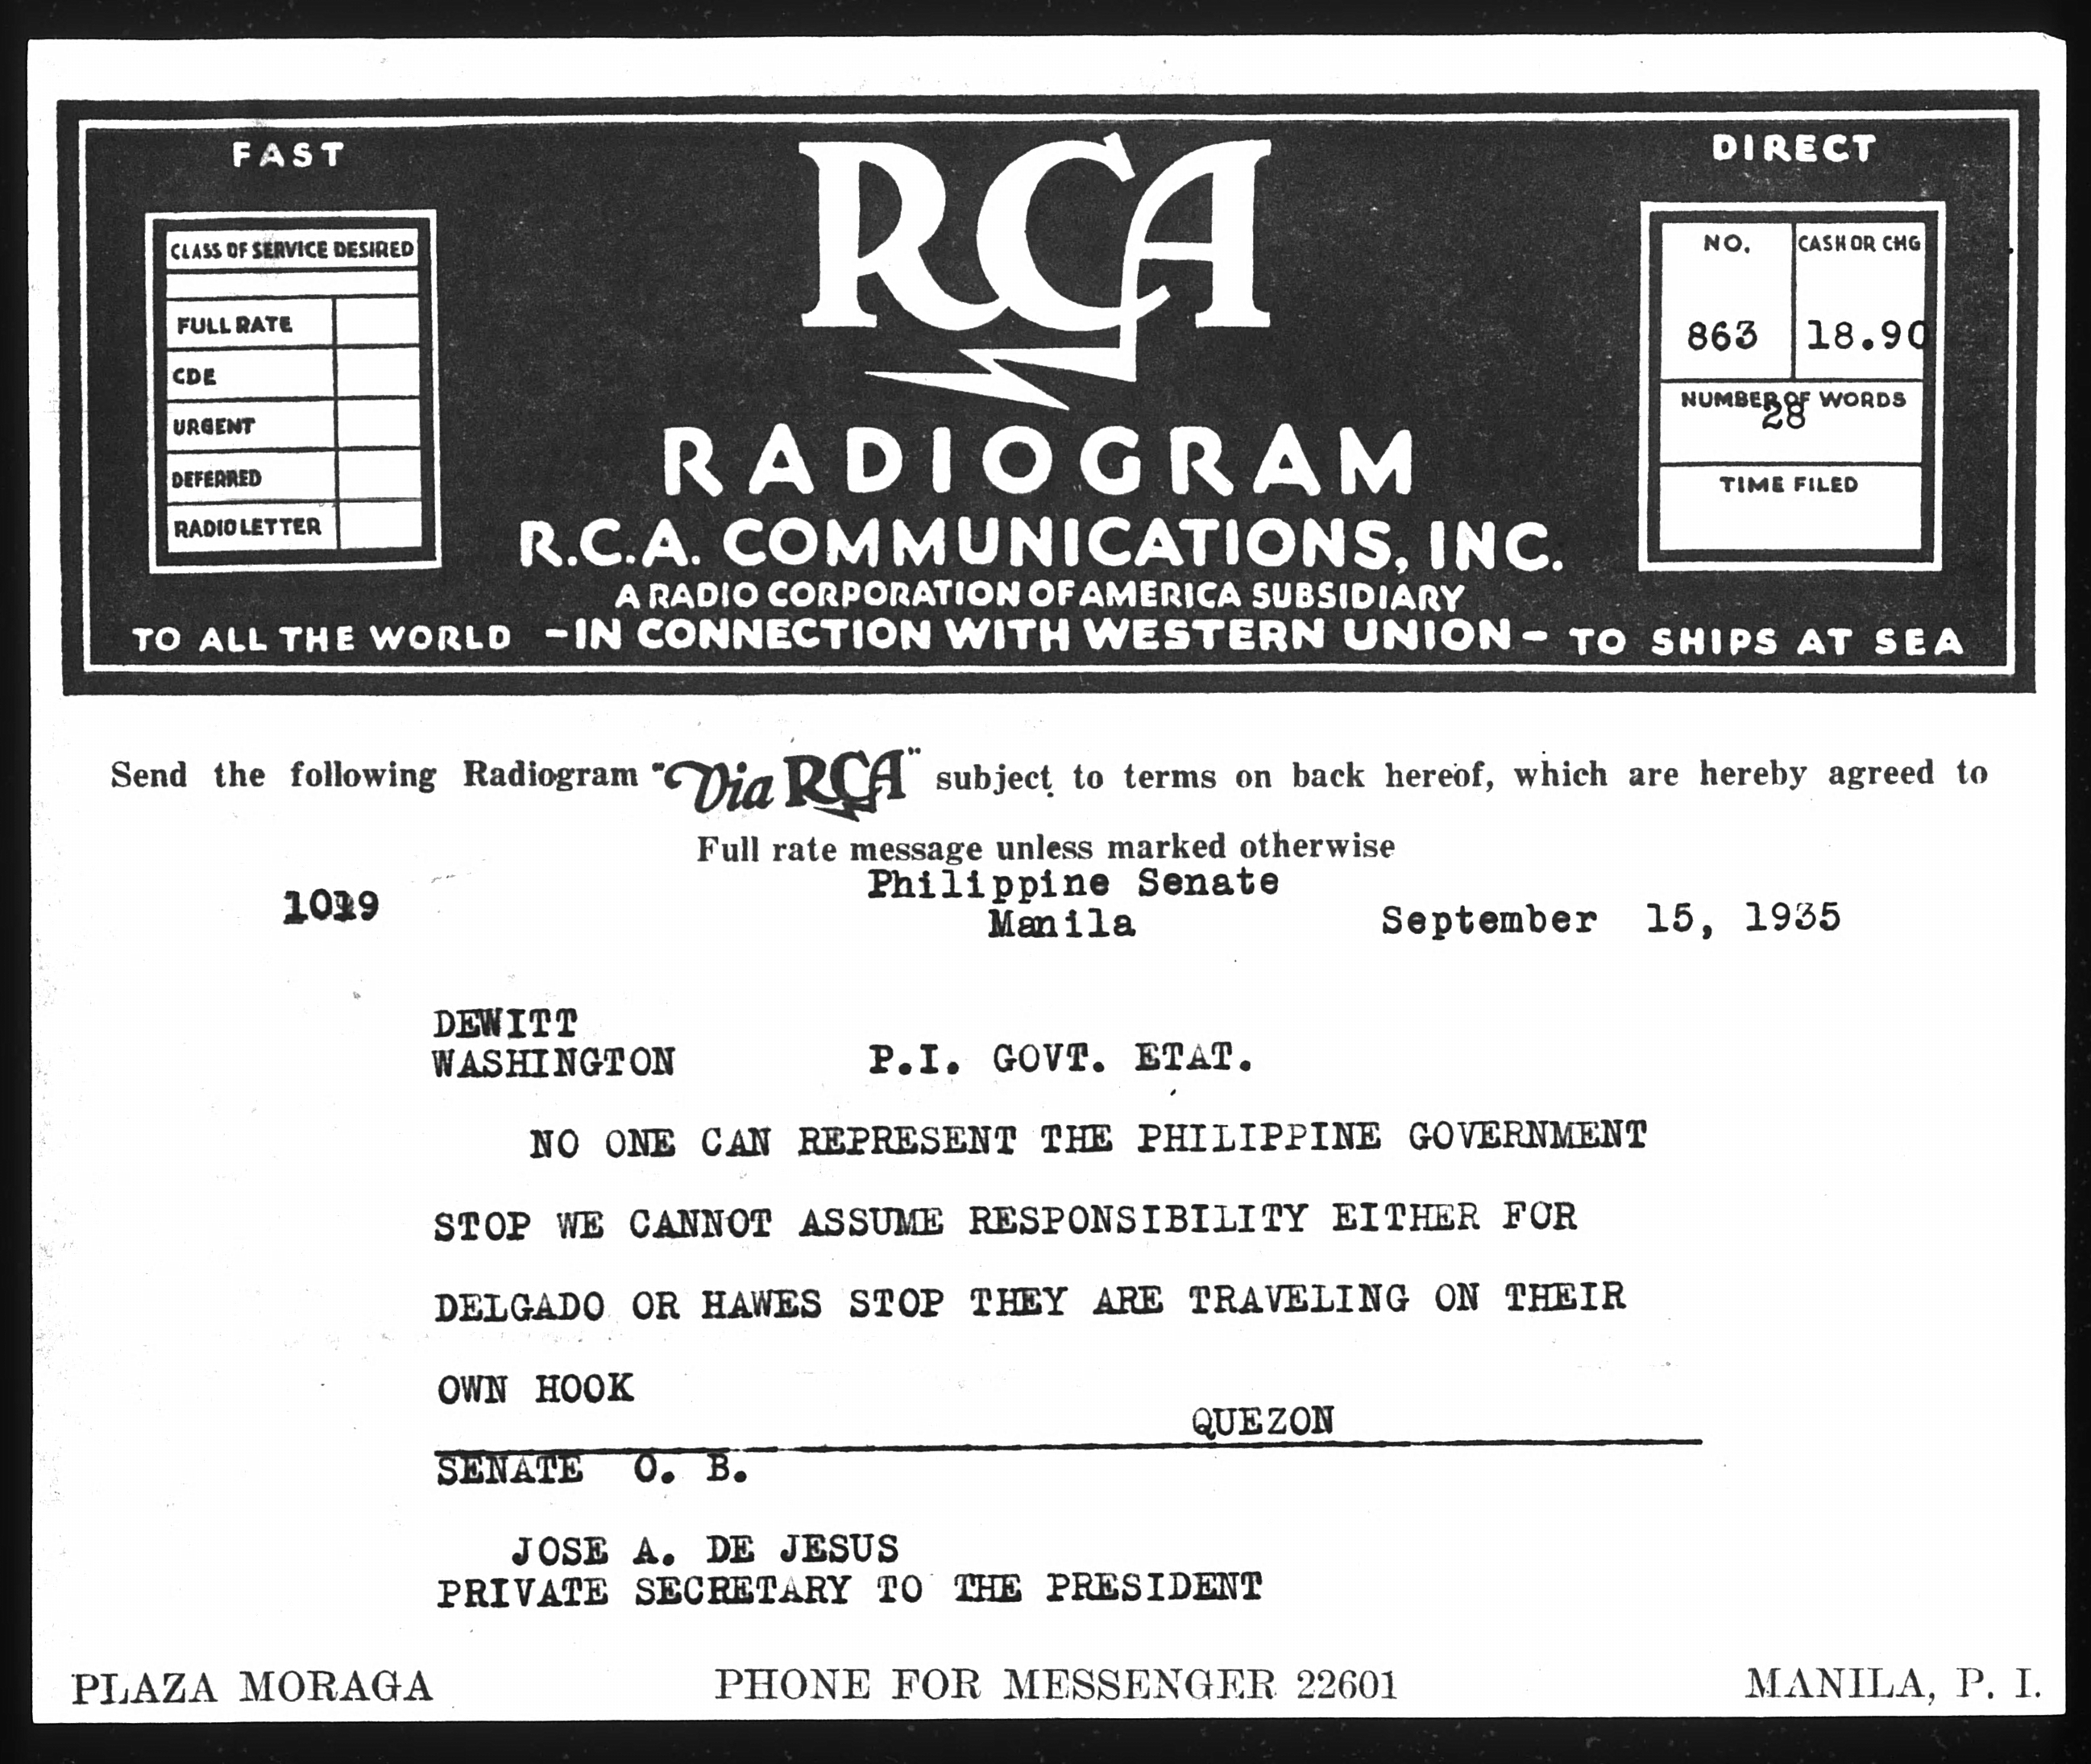 FAST
RCA
DIRECT
CLASS OF SERVICE DESIRED
FULL RATE
CDE
URGENT
DEFERRED
RADIOLETTER
NO. CASH OR CHG
863 18.90
NUMBER OF WORDS
28
TIME FILED
RADIOGRAM
R.C.A. COMMUNICATIONS, INC.
A RADIO CORPORATION OF AMERICA SUBSIDIARY
TO ALL THE WORLD -IN CONNECTION WITH WESTERN UNION- TO SHIPS AT SEA
Send the following Radiogram "Via RCA" subject to terms on back hereof, which are hereby agreed to
Full rate message unless marked otherwise
Philippine Senate
Manila September 15, 1935
DEWITT
WASHINGTON P.I. GOVT. ETAT.
NO ONE CAN REPRESENT THE PHILIPPINE GOVERNMENT
STOP WE CANNOT ASSUME RESPONSIBILITY EITHER FOR
DELGADO OR HAWES STOP THEY ARE TRAVELING ON THEIR
OWN HOOK
QUEZON
SENATE O. B.
JOSE A. DE JESUS
PRIVATE SECRETARY TO THE PRESIDENT
PLAZA MORAGA PHONE FOR MESSENGER 22601 MANILA, P. I.